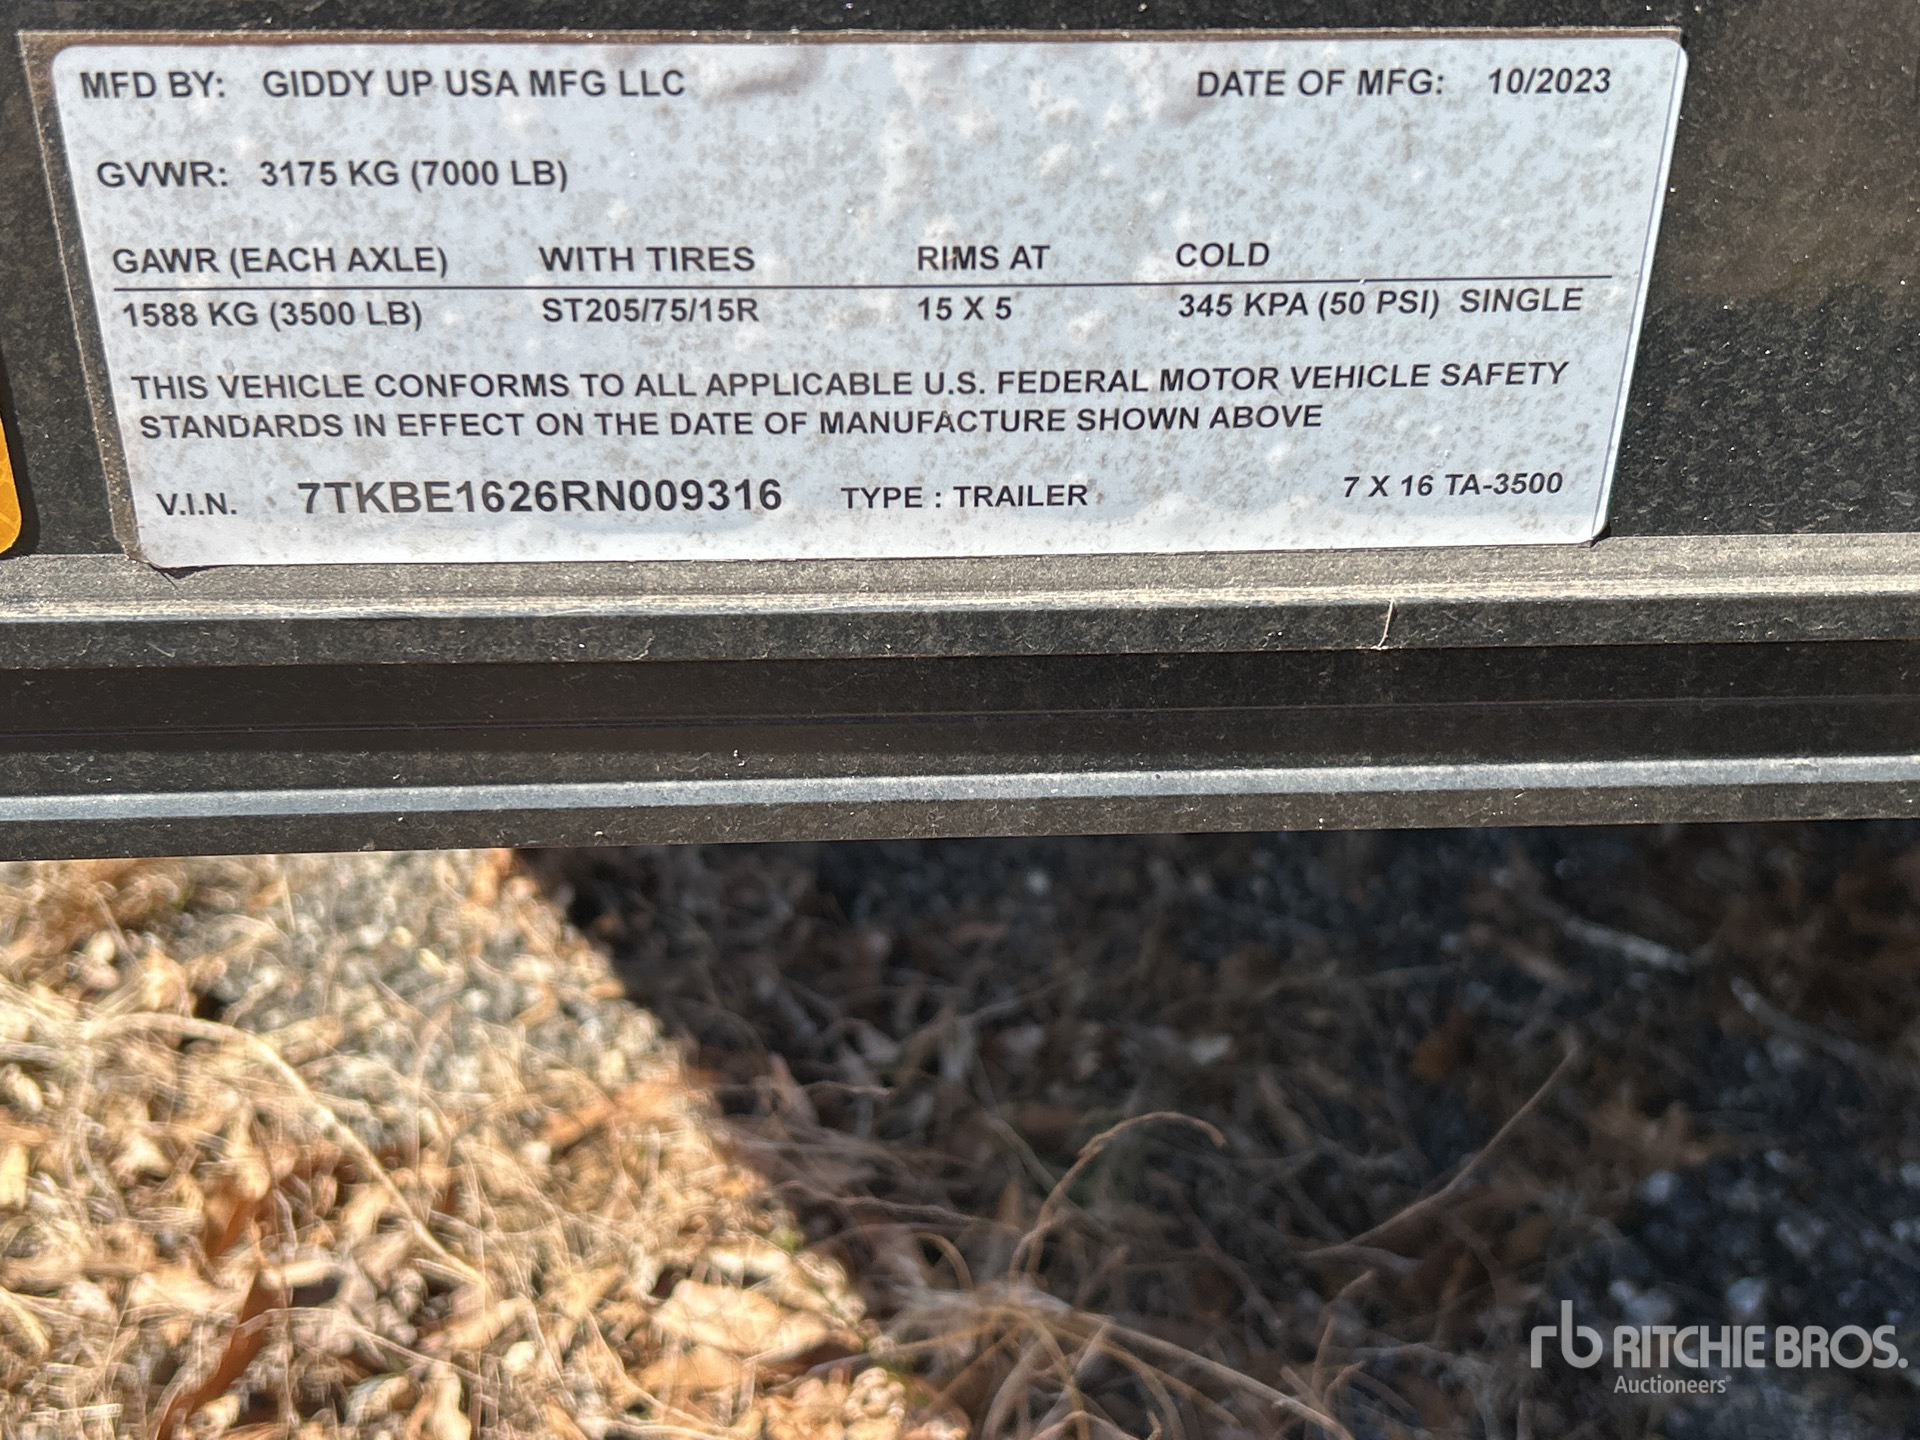 MFD BY: GIDDY UP USA MFG LLC DATE OF MFG: 10/2023
GVWR: 3175 KG (7000 LB)
GAWR (EACH AXLE) WITH TIRES RIMS AT COLD
1588 KG (3500 LB) ST205/75/15R 15 X 5 345 KPA (50 PSI) SINGLE
THIS VEHICLE CONFORMS TO ALL APPLICABLE U.S. FEDERAL MOTOR VEHICLE SAFETY
STANDARDS IN EFFECT ON THE DATE OF MANUFACTURE SHOWN ABOVE
V.I.N. 7TKBE1626RN009316 TYPE : TRAILER 7 X 16 TA-3500
rb RITCHIE BROS.
Auctioneers